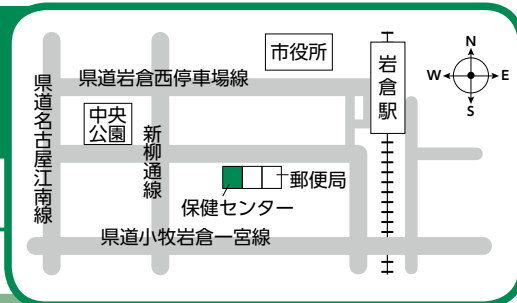 市役所
岩倉駅
N
W
E
S
県道岩倉西停車場線
県道名古屋江南線
中央
公園
新柳通線
郵便局
保健センター
県道小牧岩倉一宮線